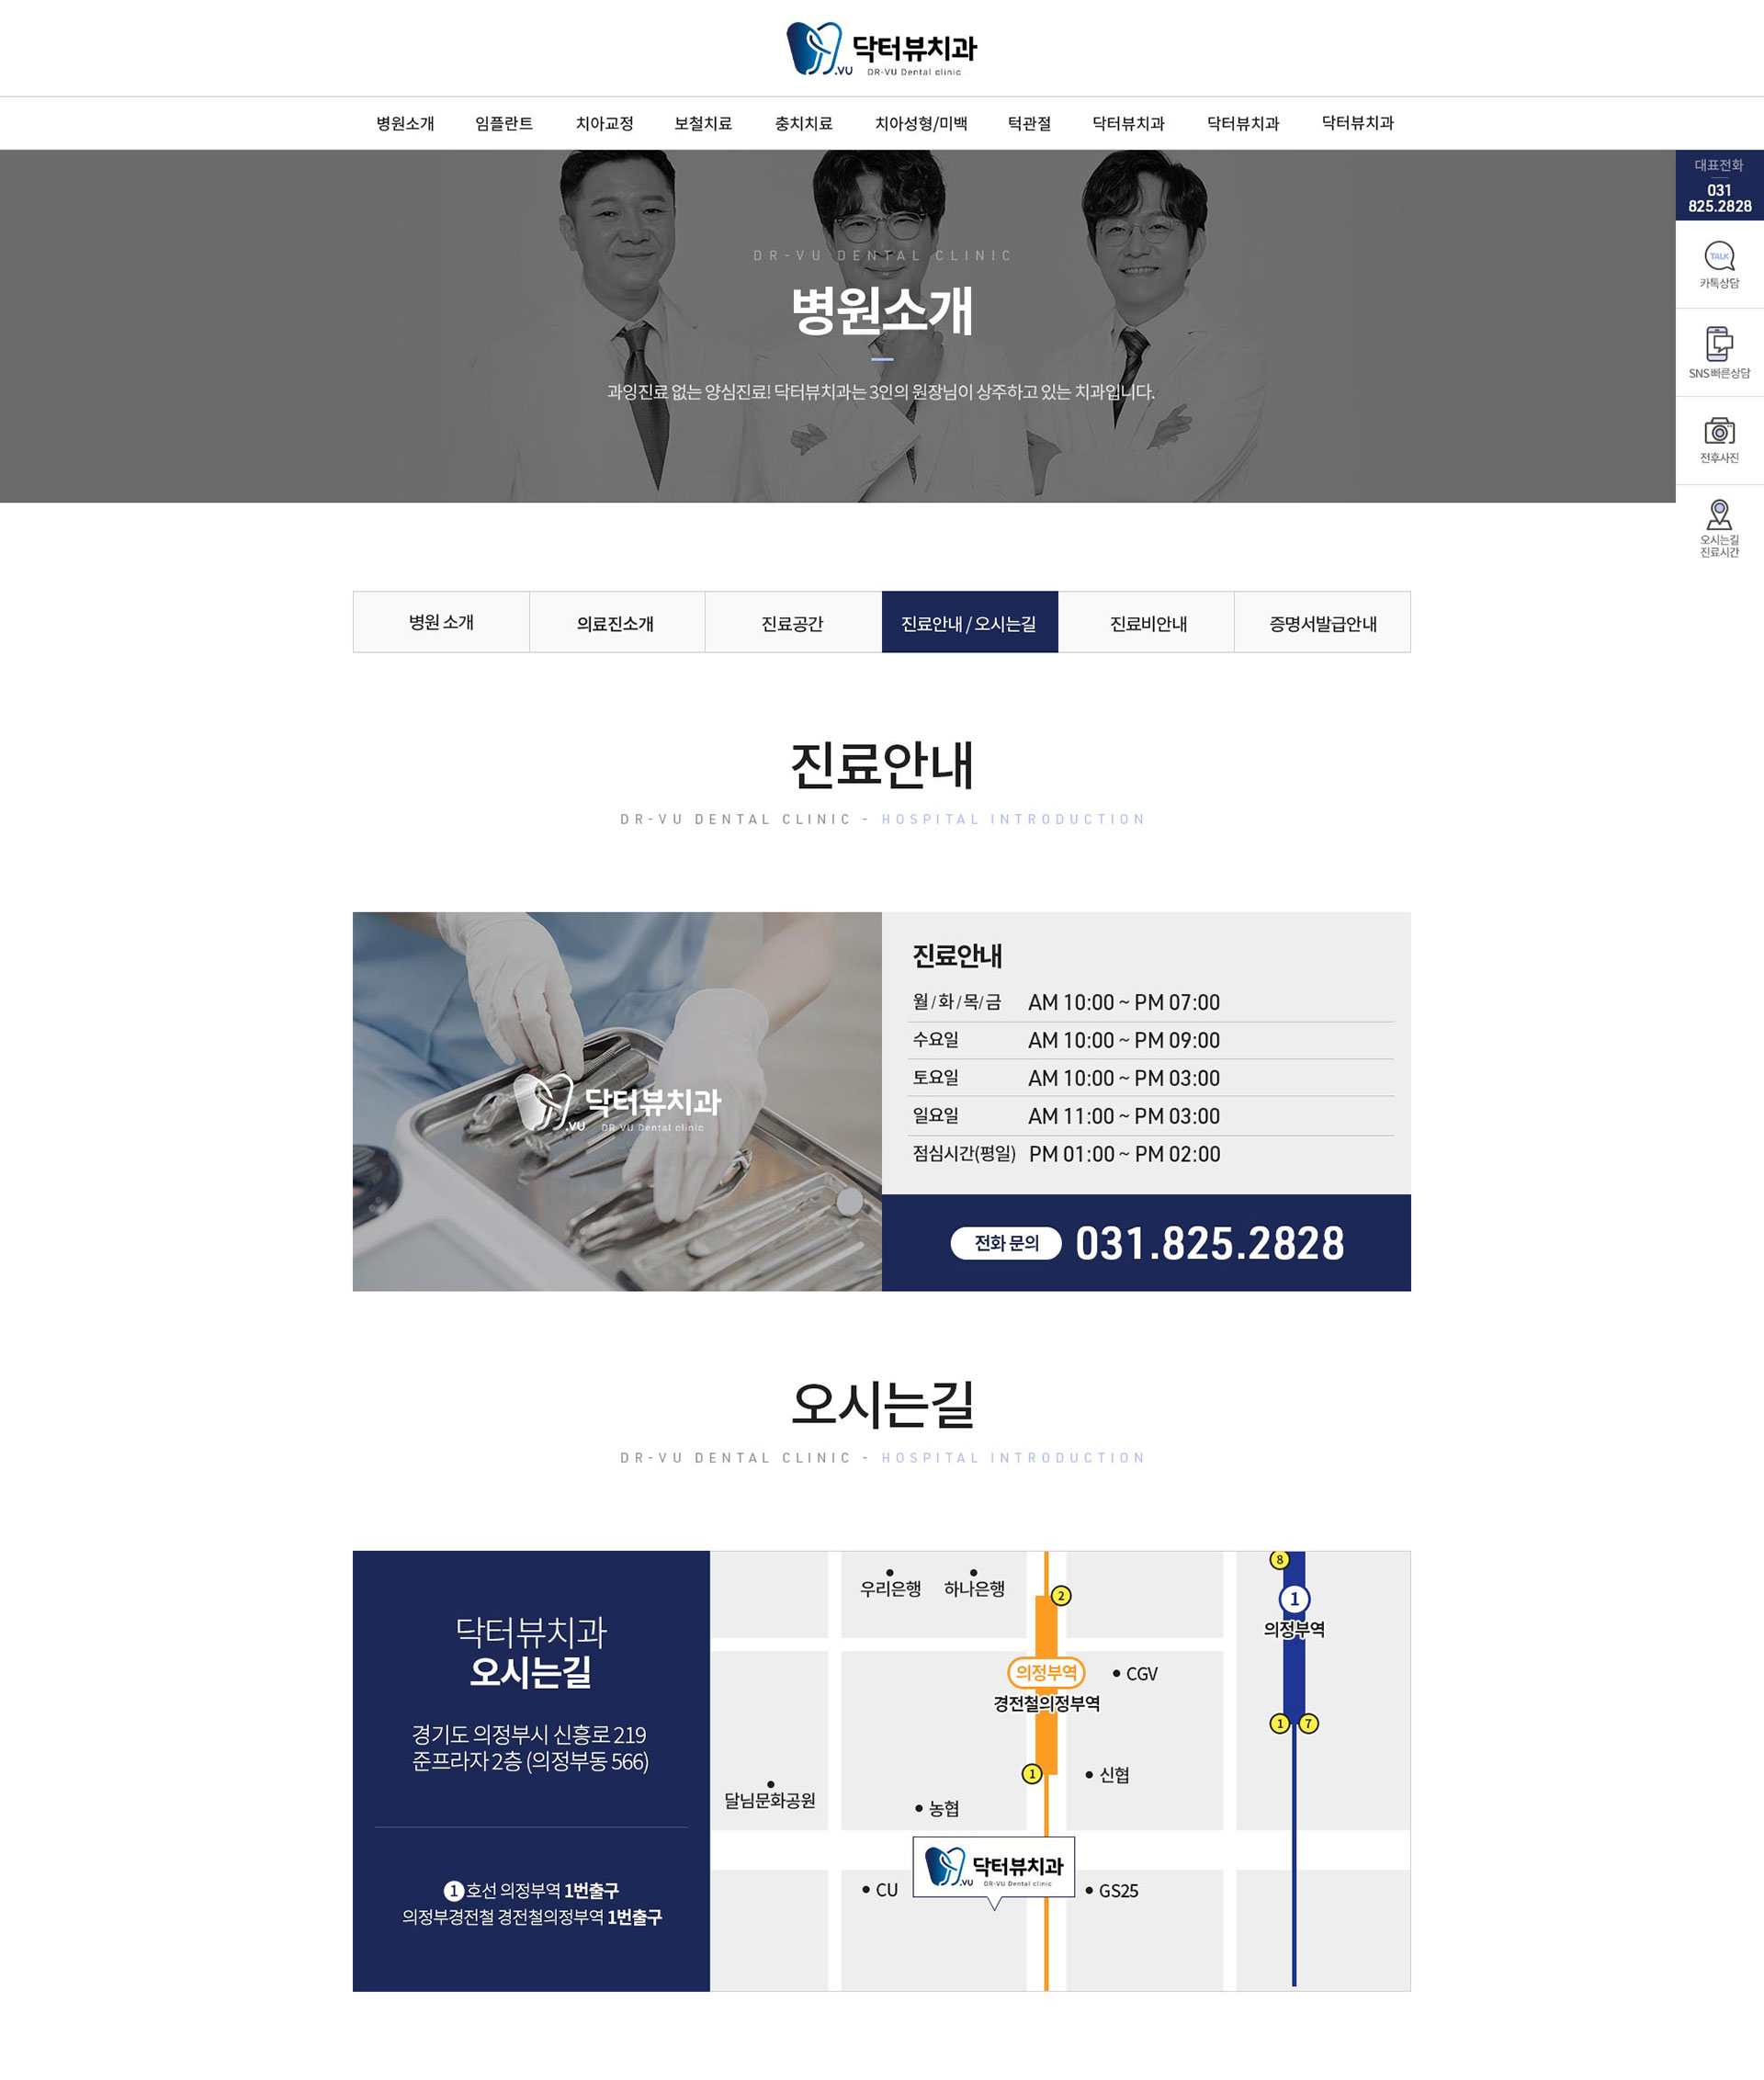 닥터뷰치과
.VU DR-VU Dental clinic
병원소개 임플란트 치아교정 보철치료 충치치료 치아성형/미백 턱관절 닥터뷰치과 닥터뷰치과 닥터뷰치과
대표전화
031
825.2828
TALK
카톡상담
SNS빠른상담
전후사진
오시는길
진료시간
DR-VU DENTAL CLINIC
병원소개
과잉진료 없는 양심진료! 닥터뷰치과는 3인의 원장님이 상주하고 있는 치과입니다.
병원 소개 의료진소개 진료공간 진료안내 / 오시는길 진료비안내 증명서발급안내
진료안내
DR-VU DENTAL CLINIC - HOSPITAL INTRODUCTION
닥터뷰치과
.VU DR-VU Dental clinic
진료안내
월/화/목/금 AM 10:00 ~ PM 07:00
수요일 AM 10:00 ~ PM 09:00
토요일 AM 10:00 ~ PM 03:00
일요일 AM 11:00 ~ PM 03:00
점심시간(평일) PM 01:00 ~ PM 02:00
전화 문의 031.825.2828
오시는길
DR-VU DENTAL CLINIC - HOSPITAL INTRODUCTION
닥터뷰치과
오시는길
경기도 의정부시 신흥로 219
준프라자 2층 (의정부동 566)
1호선 의정부역 1번출구
의정부경전철 경전철의정부역 1번출구
8
우리은행 하나은행
2
1
의정부역
의정부역
CGV
경전철의정부역
1 7
1
신협
달님문화공원
농협
닥터뷰치과
.VU DR-VU Dental clinic
CU
GS25